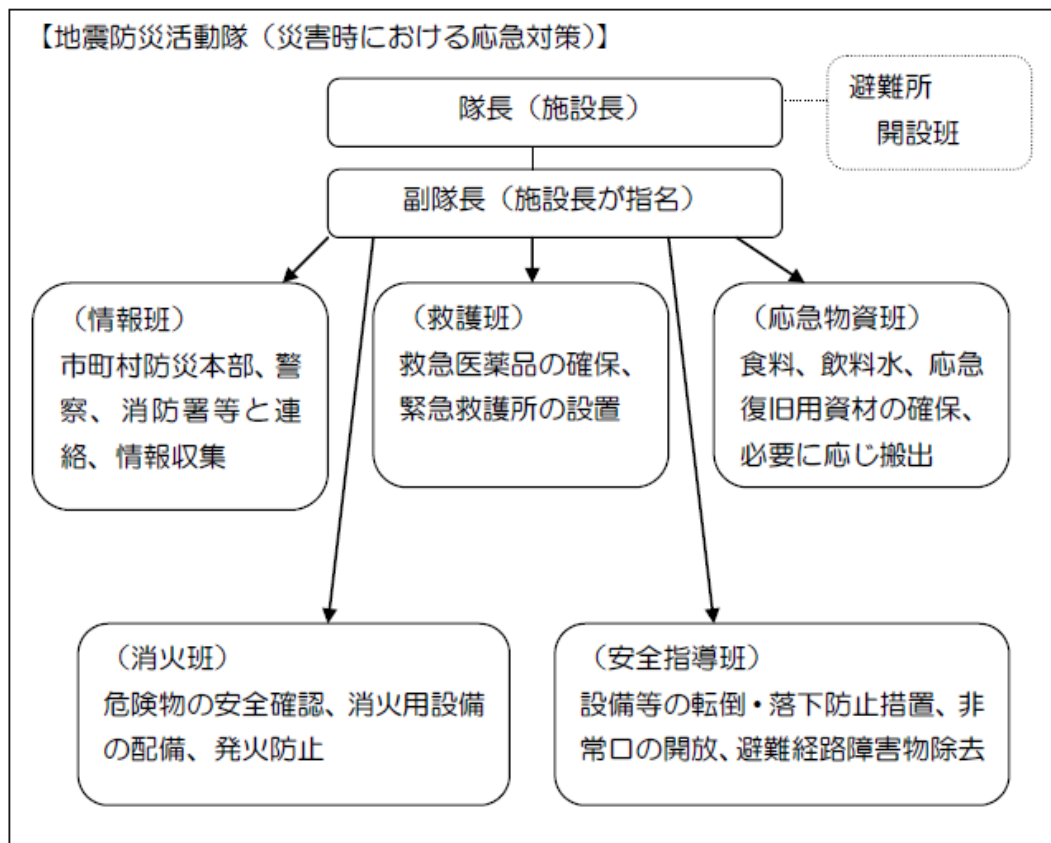 【地震防災活動隊（災害時における応急対策）】
隊長（施設長）
避難所
開設班
副隊長（施設長が指名）
（情報班）
市町村防災本部、警
察、消防署等と連
絡、情報収集
（救護班）
救急医薬品の確保、
緊急救護所の設置
（応急物資班）
食料、飲料水、応急
復旧用資材の確保、
必要に応じ搬出
（消火班）
危険物の安全確認、消火用設備
の配備、発火防止
（安全指導班）
設備等の転倒・落下防止措置、非
常口の開放、避難経路障害物除去